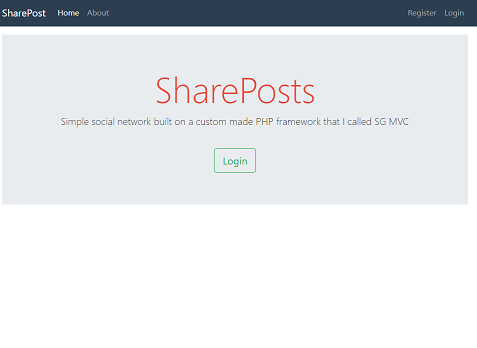 SharePost Home About Register Login
SharePosts
Simple social network built on a custom made PHP framework that I called SG MVC
Login